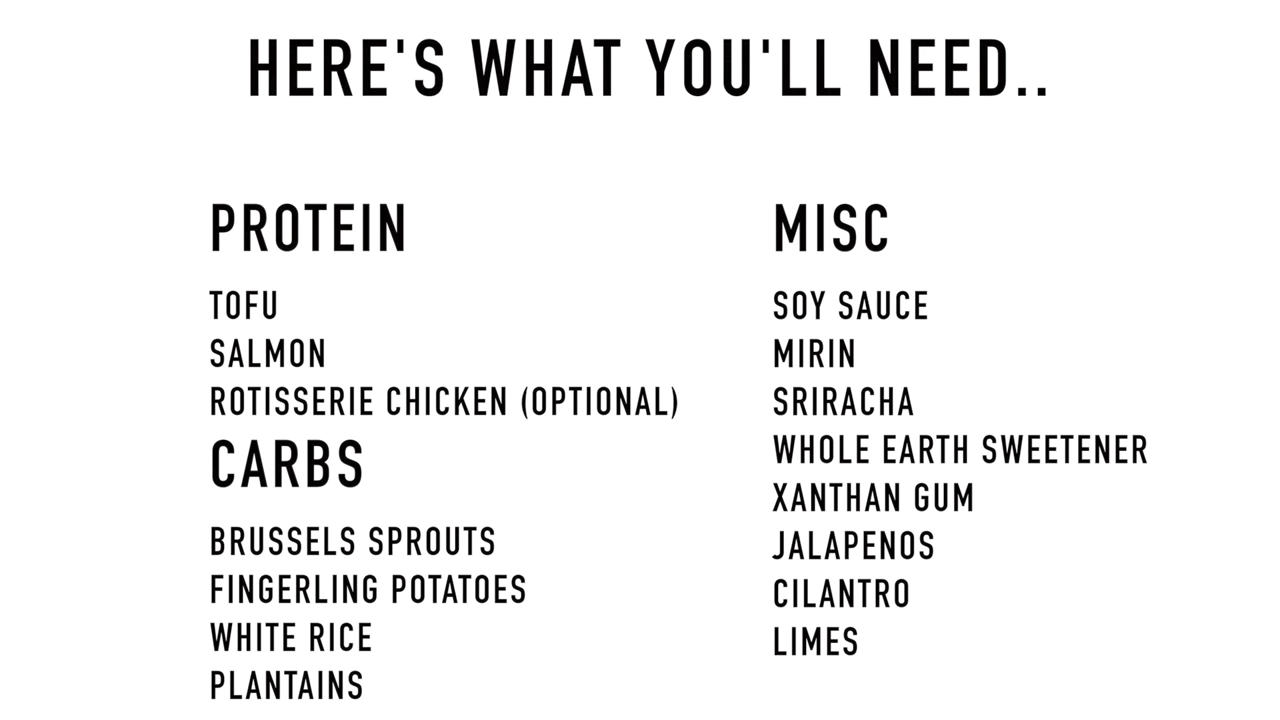 HERE'S WHAT YOU'LL NEED..
PROTEIN
TOFU
SALMON
ROTISSERIE CHICKEN (OPTIONAL)
CARBS
BRUSSELS SPROUTS
FINGERLING POTATOES
WHITE RICE
PLANTAINS
MISC
SOY SAUCE
MIRIN
SRIRACHA
WHOLE EARTH SWEETENER
XANTHAN GUM
JALAPENOS
CILANTRO
LIMES